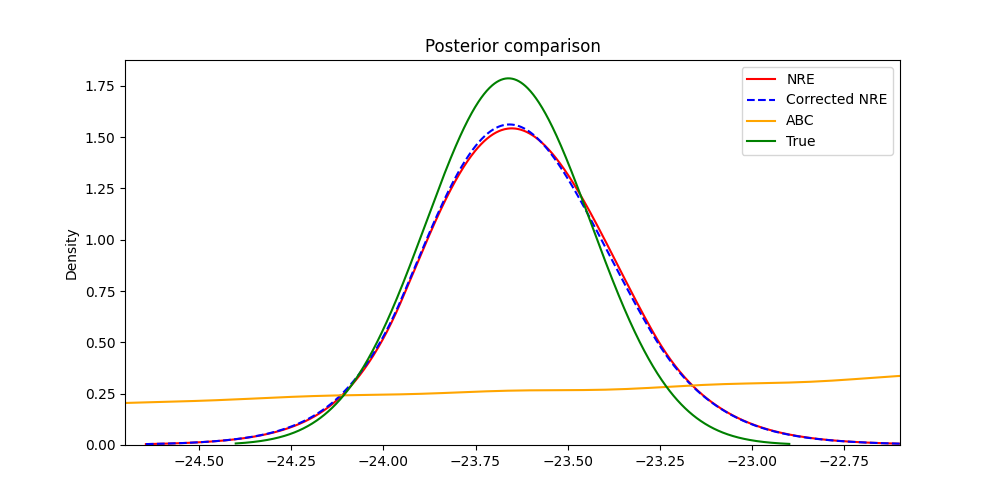 Posterior comparison
NRE
Corrected NRE
ABC
True
Density
1.75
1.50
1.25
1.00
0.75
0.50
0.25
0.00
−24.50
−24.25
−24.00
−23.75
−23.50
−23.25
−23.00
−22.75